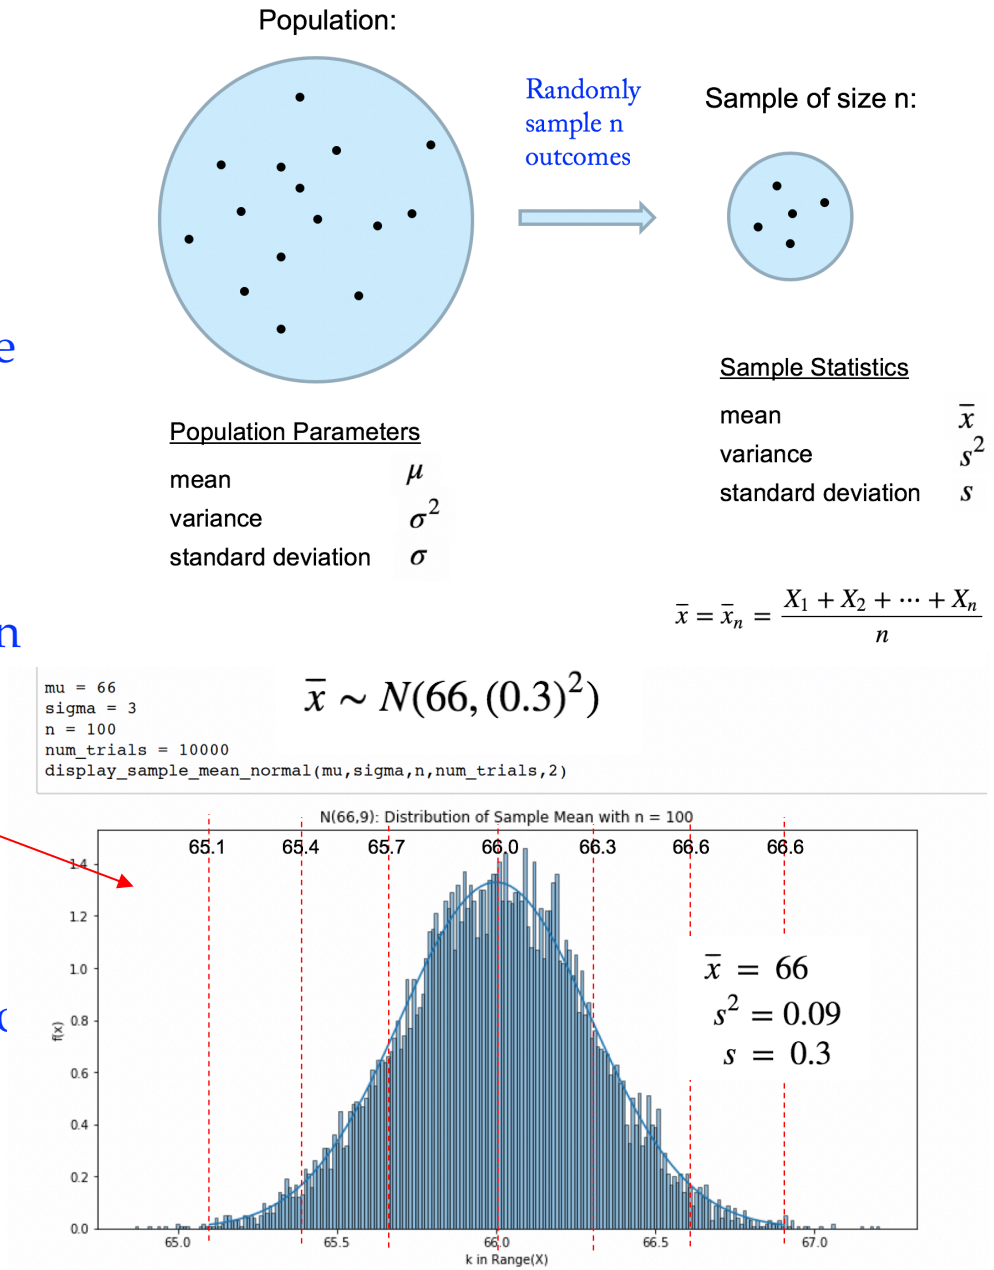 Population:
Randomly
sample n
outcomes
Sample of size n:
e
Sample Statistics
mean x̄
variance s²
standard deviation s
Population Parameters
mean μ
variance σ²
standard deviation σ
x̄ = x̄ₙ = (X₁ + X₂ + ⋯ + Xₙ) / n
n
mu = 66
sigma = 3
n = 100
num_trials = 10000
display_sample_mean_normal(mu,sigma,n,num_trials,2)
x̄ ~ N(66, (0.3)²)
N(66,9): Distribution of Sample Mean with n = 100
65.1 65.4 65.7 66.0 66.3 66.6 66.6
1.4
1.2
1.0
0.8
0.6
0.4
0.2
0.0
f(x)
x̄ = 66
s² = 0.09
s = 0.3
65.0 65.5 66.0 66.5 67.0
k in Range(X)